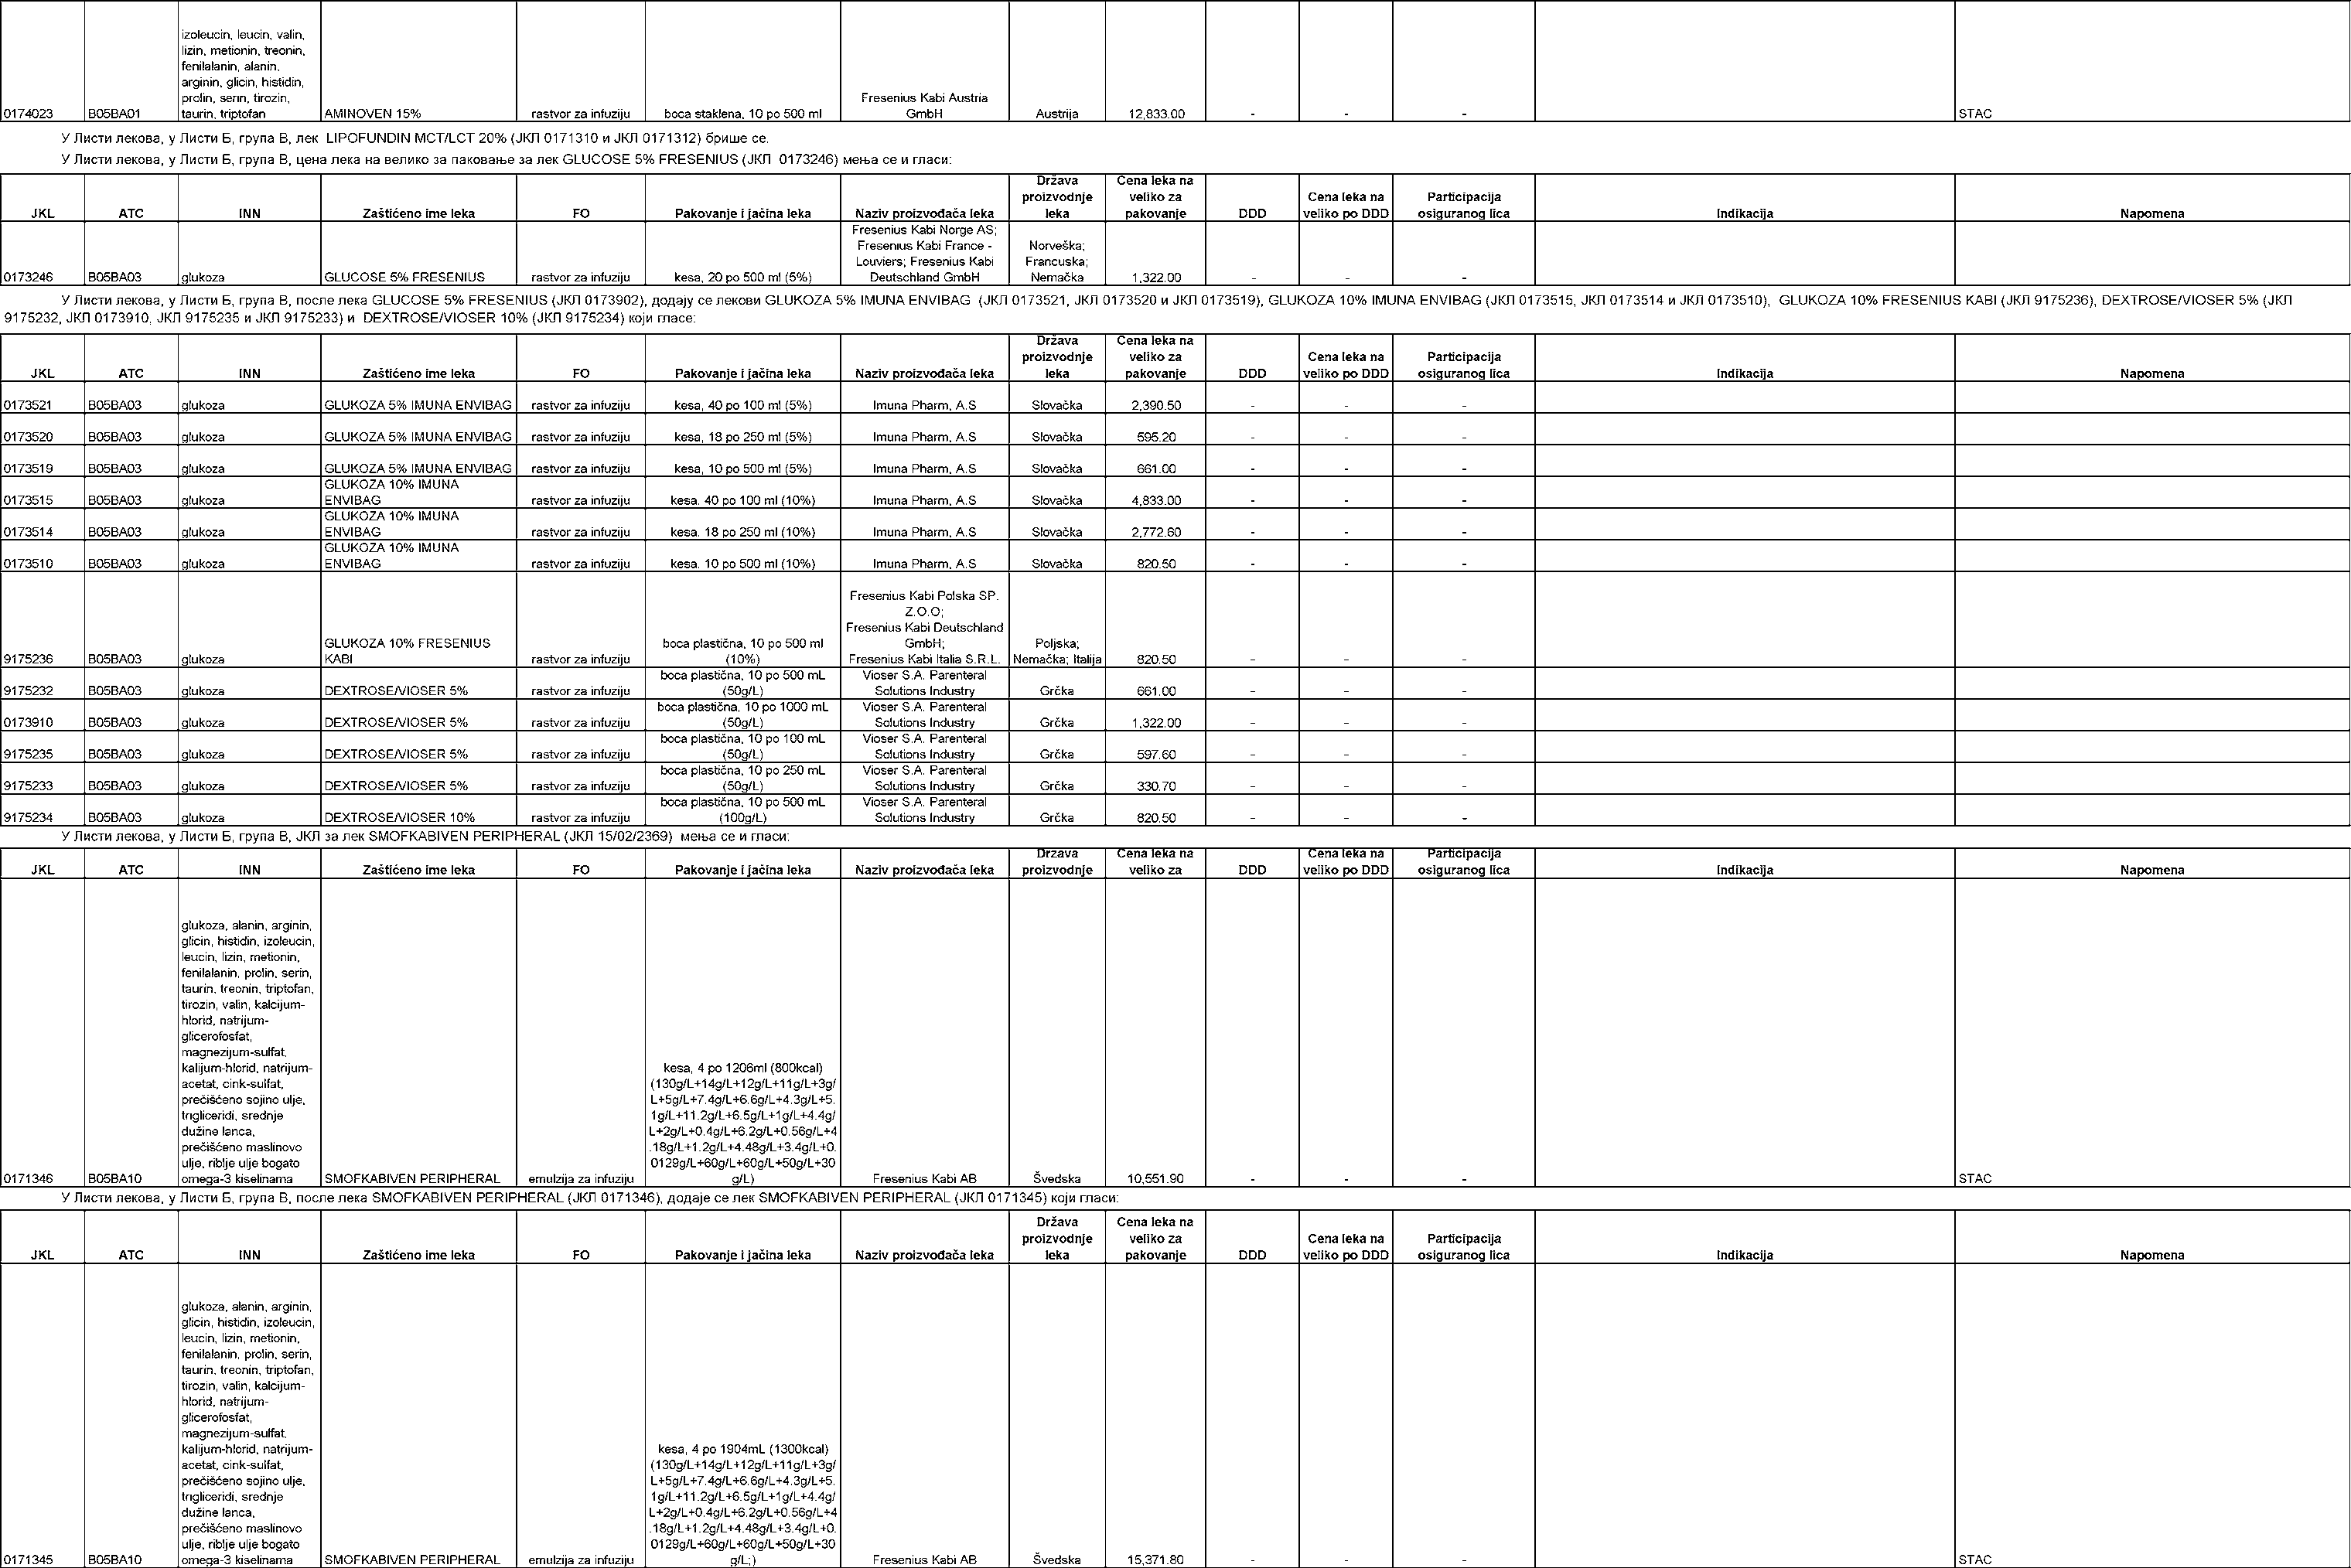 izoleucin, leucin, valin,
lizin, metionin, treonin,
fenilalanin, alanin,
arginin, glicin, histidin,
prolin, serin, tirozin,
taurin, triptofan
0174023 B05BA01 AMINOVEN 15% rastvor za infuziju boca staklena, 10 po 500 ml Fresenius Kabi Austria GmbH Austrija 12,833.00 - - - STAC
У Листи лекова, у Листи Б, група В, лек LIPOFUNDIN MCT/LCT 20% (ЈКЛ 0171310 и ЈКЛ 0171312) брише се.
У Листи лекова, у Листи Б, група В, цена лека на велико за паковање за лек GLUCOSE 5% FRESENIUS (ЈКЛ 0173246) мења се и гласи:
JKL ATC INN Zaštićeno ime leka FO Pakovanje i jačina leka Naziv proizvođača leka Država proizvodnje leka Cena leka na veliko za pakovanje DDD Cena leka na veliko po DDD Participacija osiguranog lica Indikacija Napomena
0173246 B05BA03 glukoza GLUCOSE 5% FRESENIUS rastvor za infuziju kesa, 20 po 500 ml (5%) Fresenius Kabi Norge AS; Fresenius Kabi France - Louviers; Fresenius Kabi Deutschland GmbH Norveška; Francuska; Nemačka 1,322.00 - - -
У Листи лекова, у Листи Б, група В, после лека GLUCOSE 5% FRESENIUS (ЈКЛ 0173902), додају се лекови GLUKOZA 5% IMUNA ENVIBAG (ЈКЛ 0173521, ЈКЛ 0173520 и ЈКЛ 0173519), GLUKOZA 10% IMUNA ENVIBAG (ЈКЛ 0173515, ЈКЛ 0173514 и ЈКЛ 0173510), GLUKOZA 10% FRESENIUS KABI (ЈКЛ 9175236), DEXTROSE/VIOSER 5% (ЈКЛ
9175232, ЈКЛ 0173910, ЈКЛ 9175235 и ЈКЛ 9175233) и DEXTROSE/VIOSER 10% (ЈКЛ 9175234) који гласе:
JKL ATC INN Zaštićeno ime leka FO Pakovanje i jačina leka Naziv proizvođača leka Država proizvodnje leka Cena leka na veliko za pakovanje DDD Cena leka na veliko po DDD Participacija osiguranog lica Indikacija Napomena
0173521 B05BA03 glukoza GLUKOZA 5% IMUNA ENVIBAG rastvor za infuziju kesa, 40 po 100 ml (5%) Imuna Pharm, A.S Slovačka 2,390.50 - - -
0173520 B05BA03 glukoza GLUKOZA 5% IMUNA ENVIBAG rastvor za infuziju kesa, 18 po 250 ml (5%) Imuna Pharm, A.S Slovačka 595.20 - - -
0173519 B05BA03 glukoza GLUKOZA 5% IMUNA ENVIBAG rastvor za infuziju kesa, 10 po 500 ml (5%) Imuna Pharm, A.S Slovačka 661.00 - - -
0173515 B05BA03 glukoza GLUKOZA 10% IMUNA ENVIBAG rastvor za infuziju kesa. 40 po 100 ml (10%) Imuna Pharm, A.S Slovačka 4,833.00 - - -
0173514 B05BA03 glukoza GLUKOZA 10% IMUNA ENVIBAG rastvor za infuziju kesa. 18 po 250 ml (10%) Imuna Pharm, A.S Slovačka 2,772.60 - - -
0173510 B05BA03 glukoza GLUKOZA 10% IMUNA ENVIBAG rastvor za infuziju kesa. 10 po 500 ml (10%) Imuna Pharm, A.S Slovačka 820.50 - - -
9175236 B05BA03 glukoza GLUKOZA 10% FRESENIUS KABI rastvor za infuziju boca plastična, 10 po 500 ml (10%) Fresenius Kabi Polska SP. Z.O.O; Fresenius Kabi Deutschland GmbH; Fresenius Kabi Italia S.R.L. Poljska; Nemačka; Italija 820.50 - - -
9175232 B05BA03 glukoza DEXTROSE/VIOSER 5% rastvor za infuziju boca plastična, 10 po 500 mL (50g/L) Vioser S.A. Parenteral Solutions Industry Grčka 661.00 - - -
0173910 B05BA03 glukoza DEXTROSE/VIOSER 5% rastvor za infuziju boca plastična, 10 po 1000 mL (50g/L) Vioser S.A. Parenteral Solutions Industry Grčka 1,322.00 - - -
9175235 B05BA03 glukoza DEXTROSE/VIOSER 5% rastvor za infuziju boca plastična, 10 po 100 mL (50g/L) Vioser S.A. Parenteral Solutions Industry Grčka 597.60 - - -
9175233 B05BA03 glukoza DEXTROSE/VIOSER 5% rastvor za infuziju boca plastična, 10 po 250 mL (50g/L) Vioser S.A. Parenteral Solutions Industry Grčka 330.70 - - -
9175234 B05BA03 glukoza DEXTROSE/VIOSER 10% rastvor za infuziju boca plastična, 10 po 500 mL (100g/L) Vioser S.A. Parenteral Solutions Industry Grčka 820.50 - - -
У Листи лекова, у Листи Б, група В, ЈКЛ за лек SMOFKABIVEN PERIPHERAL (ЈКЛ 15/02/2369) мења се и гласи:
JKL ATC INN Zaštićeno ime leka FO Pakovanje i jačina leka Naziv proizvođača leka Država proizvodnje Cena leka na veliko za DDD Cena leka na veliko po DDD Participacija osiguranog lica Indikacija Napomena
glukoza, alanin, arginin,
glicin, histidin, izoleucin,
leucin, lizin, metionin,
fenilalanin, prolin, serin,
taurin, treonin, triptofan,
tirozin, valin, kalcijum-
hlorid, natrijum-
glicerofosfat,
magnezijum-sulfat,
kalijum-hlorid, natrijum-
acetat, cink-sulfat,
prečišćeno sojino ulje,
trigliceridi, srednje
dužine lanca,
prečišćeno maslinovo
ulje, riblje ulje bogato
omega-3 kiselinama
kesa, 4 po 1206ml (800kcal)
(130g/L+14g/L+12g/L+11g/L+3g/
L+5g/L+7.4g/L+6.6g/L+4.3g/L+5.
1g/L+11.2g/L+6.5g/L+1g/L+4.4g/
L+2g/L+0.4g/L+6.2g/L+0.56g/L+4
.18g/L+1.2g/L+4.48g/L+3.4g/L+0.
0129g/L+60g/L+60g/L+50g/L+30
g/L)
0171346 B05BA10 SMOFKABIVEN PERIPHERAL emulzija za infuziju Fresenius Kabi AB Švedska 10,551.90 - - - STAC
У Листи лекова, у Листи Б, група В, после лека SMOFKABIVEN PERIPHERAL (ЈКЛ 0171346), додаје се лек SMOFKABIVEN PERIPHERAL (ЈКЛ 0171345) који гласи:
JKL ATC INN Zaštićeno ime leka FO Pakovanje i jačina leka Naziv proizvođača leka Država proizvodnje leka Cena leka na veliko za pakovanje DDD Cena leka na veliko po DDD Participacija osiguranog lica Indikacija Napomena
glukoza, alanin, arginin,
glicin, histidin, izoleucin,
leucin, lizin, metionin,
fenilalanin, prolin, serin,
taurin, treonin, triptofan,
tirozin, valin, kalcijum-
hlorid, natrijum-
glicerofosfat,
magnezijum-sulfat,
kalijum-hlorid, natrijum-
acetat, cink-sulfat,
prečišćeno sojino ulje,
trigliceridi, srednje
dužine lanca,
prečišćeno maslinovo
ulje, riblje ulje bogato
omega-3 kiselinama
kesa, 4 po 1904mL (1300kcal)
(130g/L+14g/L+12g/L+11g/L+3g/
L+5g/L+7.4g/L+6.6g/L+4.3g/L+5.
1g/L+11.2g/L+6.5g/L+1g/L+4.4g/
L+2g/L+0.4g/L+6.2g/L+0.56g/L+4
.18g/L+1.2g/L+4.48g/L+3.4g/L+0.
0129g/L+60g/L+60g/L+50g/L+30
g/L;)
0171345 B05BA10 SMOFKABIVEN PERIPHERAL emulzija za infuziju Fresenius Kabi AB Švedska 15,371.80 - - - STAC